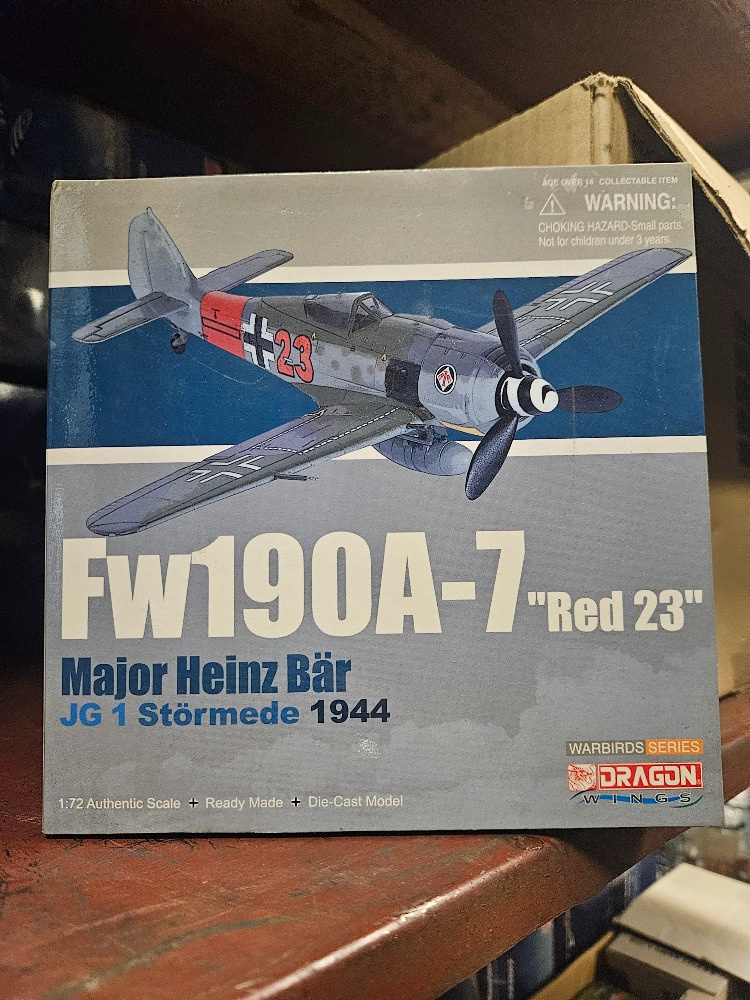 AGE OVER 14 COLLECTABLE ITEM
WARNING:
CHOKING HAZARD-Small parts.
Not for children under 3 years.
23
Fw190A-7 "Red 23"
Major Heinz Bär
JG 1 Störmede 1944
WARBIRDS SERIES
DRAGON
WINGS
1:72 Authentic Scale + Ready Made + Die-Cast Model